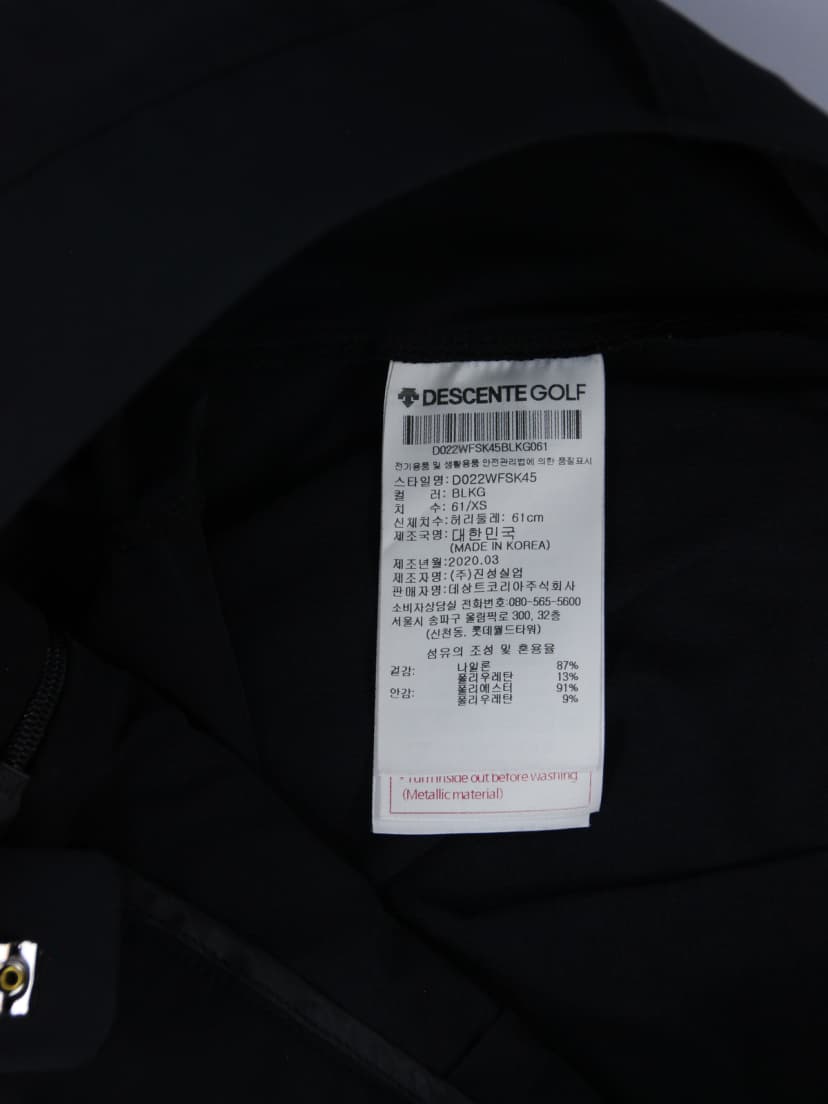 DESCENTE GOLF
D022WFSK45BLKG061
전기용품 및 생활용품 안전관리법에 의한 품질표시
스타일명: D022WFSK45
컬 러: BLKG
치 수: 61/XS
신체치수: 허리둘레: 61cm
제조국명: 대한민국
(MADE IN KOREA)
제조년월: 2020.03
제조자명: (주)진성실업
판매자명: 데상트코리아주식회사
소비자상담실 전화번호: 080-565-5600
서울시 송파구 올림픽로 300, 32층
(신천동, 롯데월드타워)
섬유의 조성 및 혼용율
겉감: 나일론 87%
폴리우레탄 13%
안감: 폴리에스터 91%
폴리우레탄 9%
- Turn inside out before washing
(Metallic material)